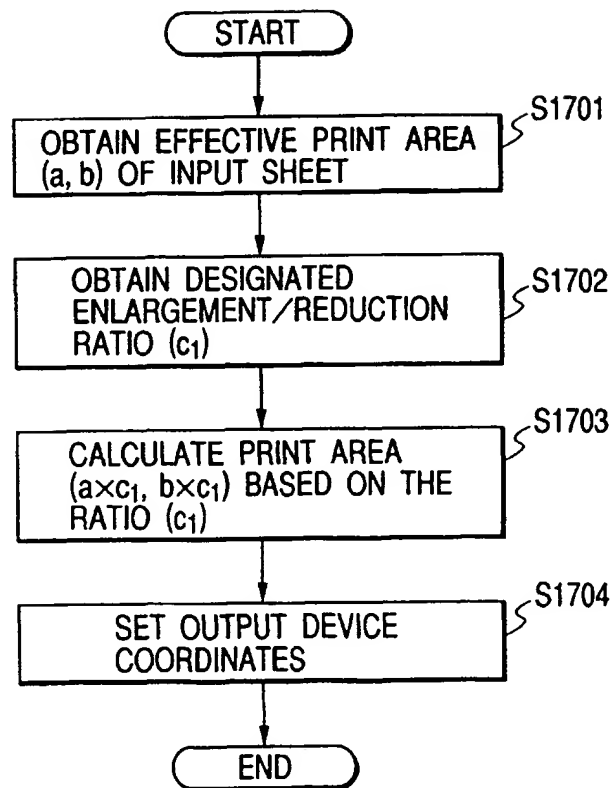 START
S1701
OBTAIN EFFECTIVE PRINT AREA
(a, b) OF INPUT SHEET
S1702
OBTAIN DESIGNATED
ENLARGEMENT/REDUCTION
RATIO (c₁)
S1703
CALCULATE PRINT AREA
(a×c₁, b×c₁) BASED ON THE
RATIO (c₁)
S1704
SET OUTPUT DEVICE
COORDINATES
END